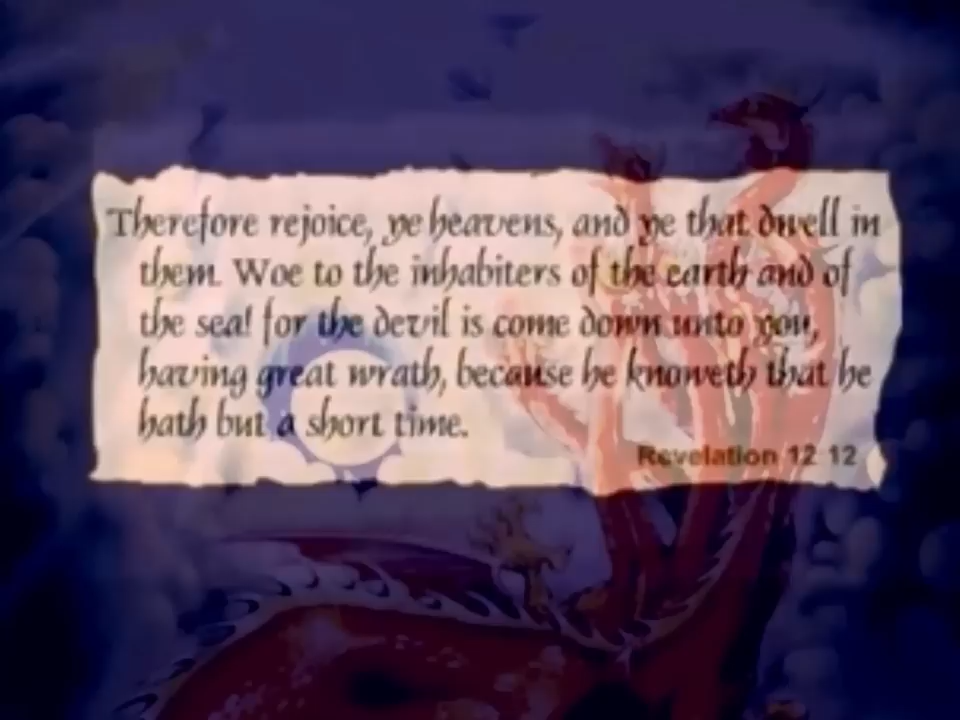 Therefore rejoice, ye heavens, and ye that dwell in
them. Woe to the inhabiters of the earth and of
the sea! for the devil is come down unto you,
having great wrath, because he knoweth that he
hath but a short time.
Revelation 12 12